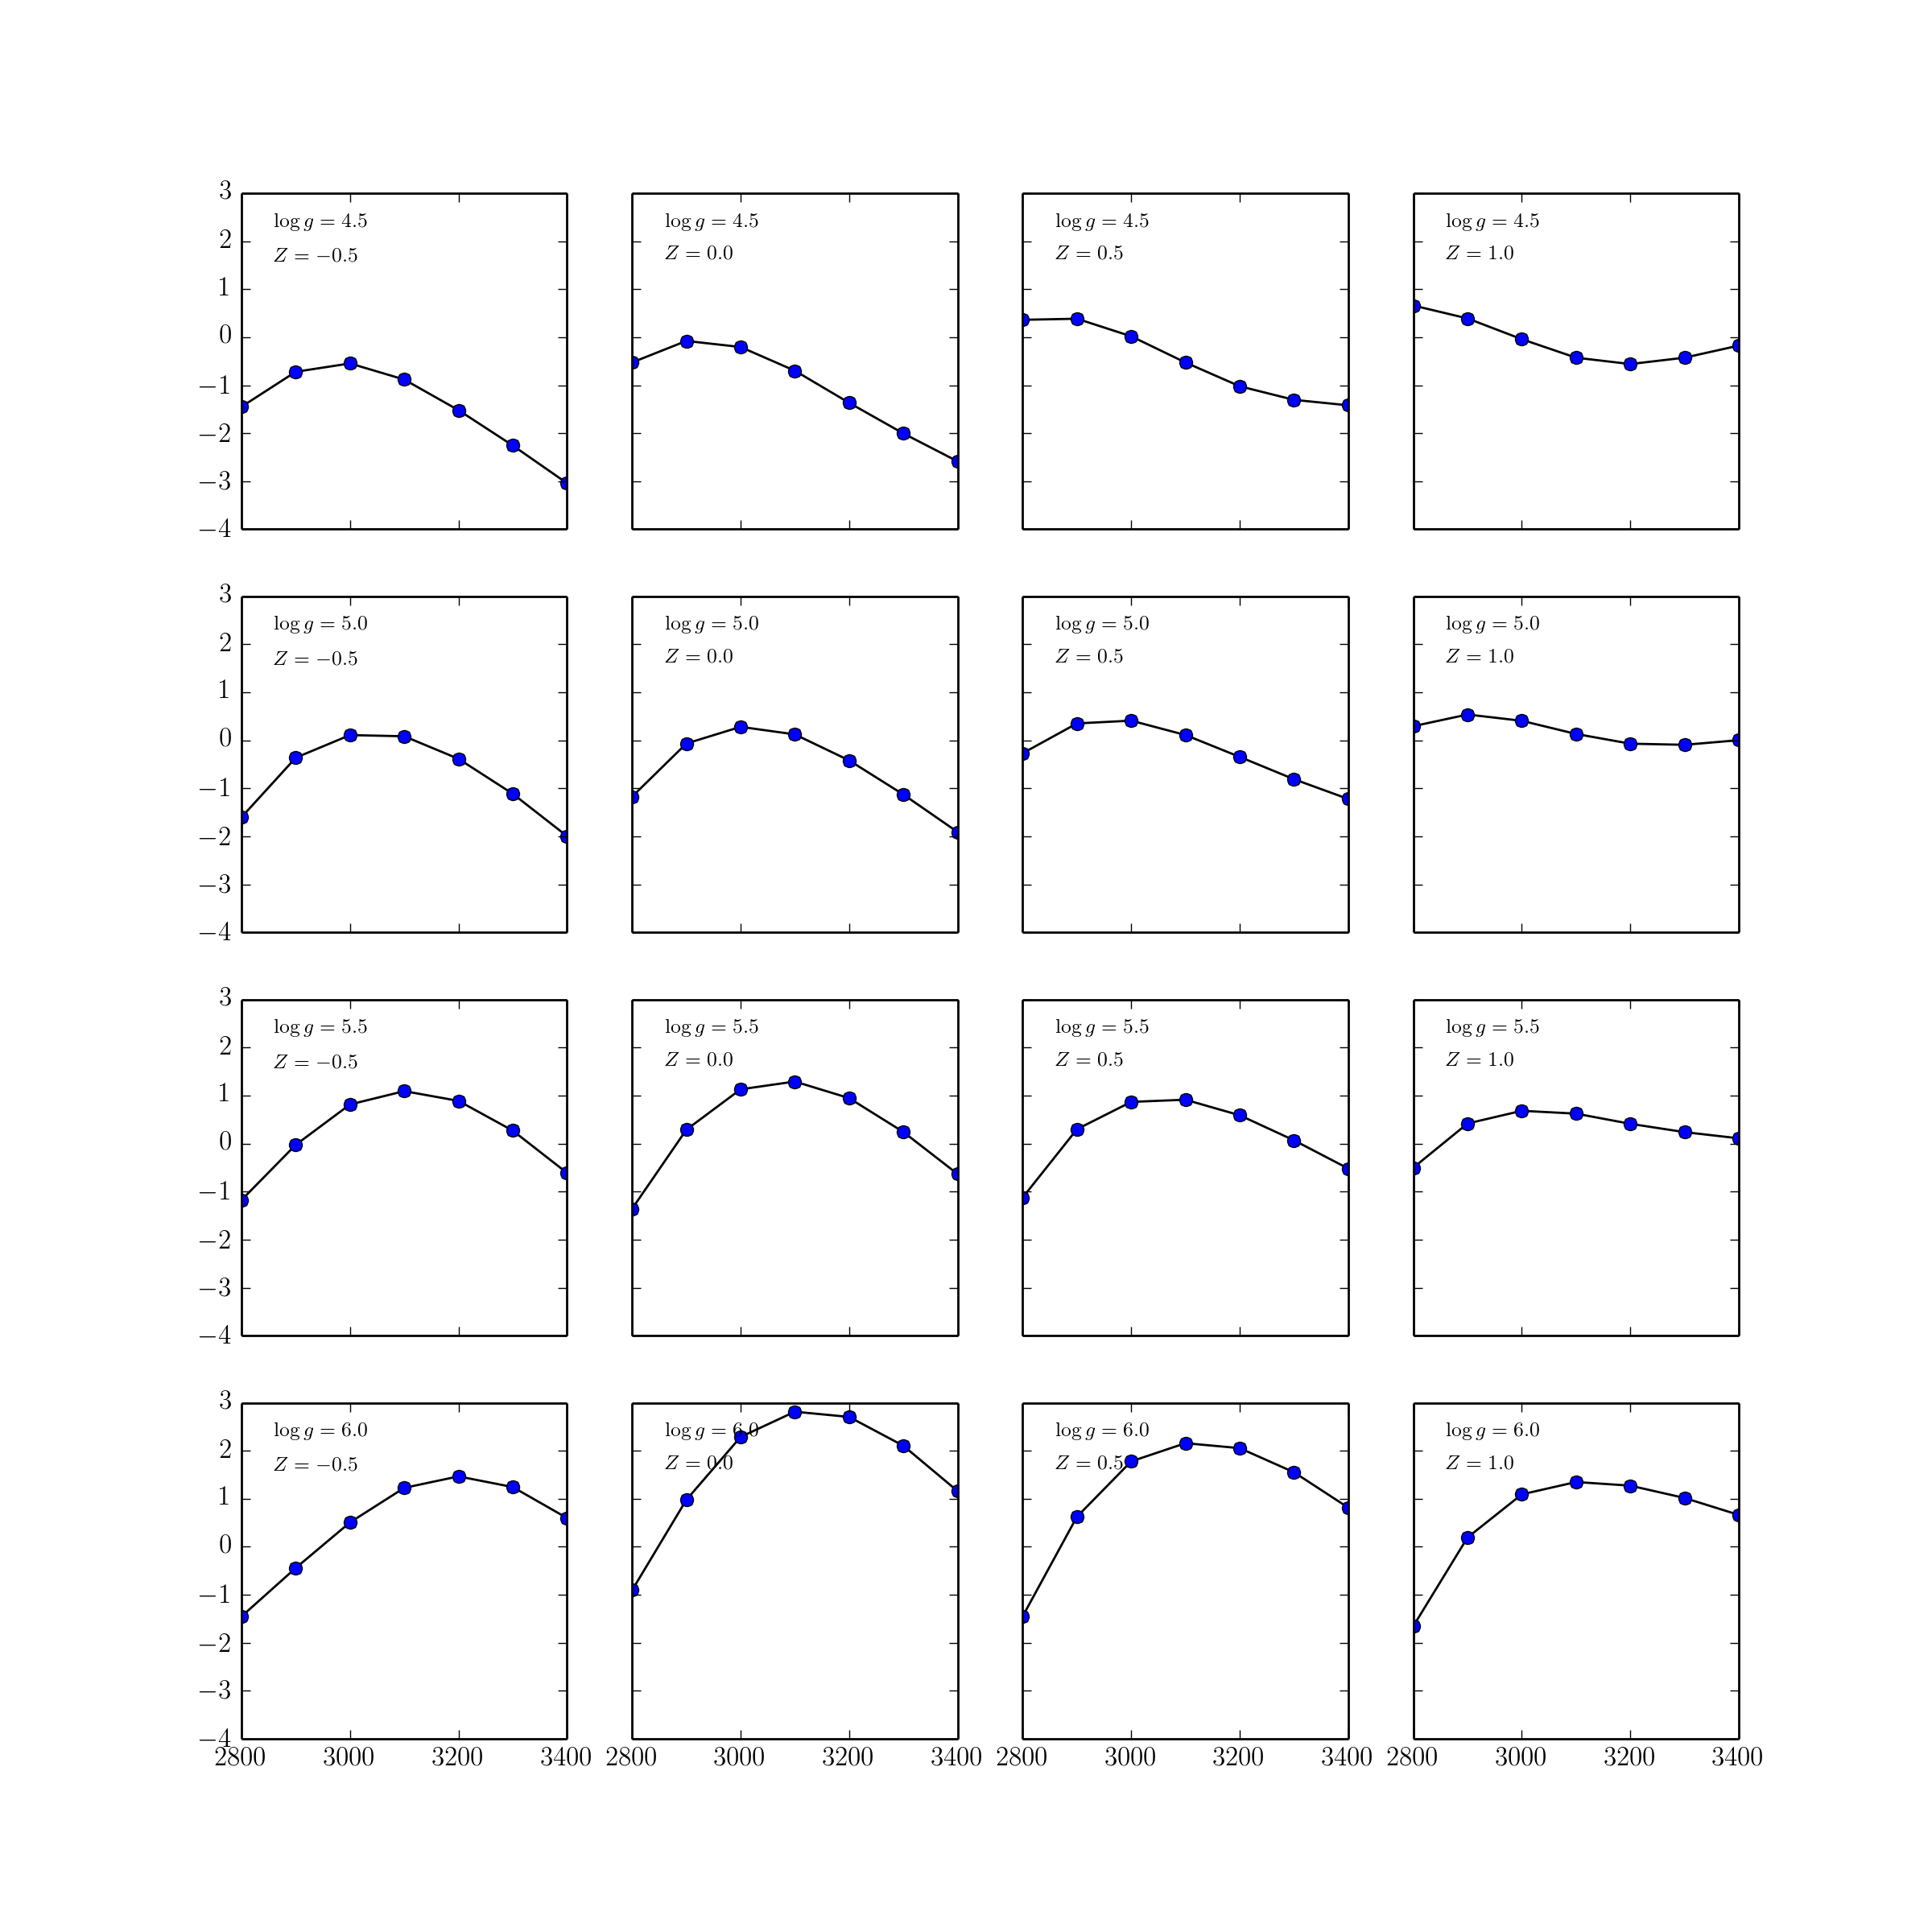 3
2
1
0
−1
−2
−3
−4
log g = 4.5
Z = −0.5
log g = 4.5
Z = 0.0
log g = 4.5
Z = 0.5
log g = 4.5
Z = 1.0
3
2
1
0
−1
−2
−3
−4
log g = 5.0
Z = −0.5
log g = 5.0
Z = 0.0
log g = 5.0
Z = 0.5
log g = 5.0
Z = 1.0
3
2
1
0
−1
−2
−3
−4
log g = 5.5
Z = −0.5
log g = 5.5
Z = 0.0
log g = 5.5
Z = 0.5
log g = 5.5
Z = 1.0
3
2
1
0
−1
−2
−3
−4
log g = 6.0
Z = −0.5
log g = 6.0
Z = 0.0
log g = 6.0
Z = 0.5
log g = 6.0
Z = 1.0
2800 3000 3200 3400 2800 3000 3200 3400 2800 3000 3200 3400 2800 3000 3200 3400